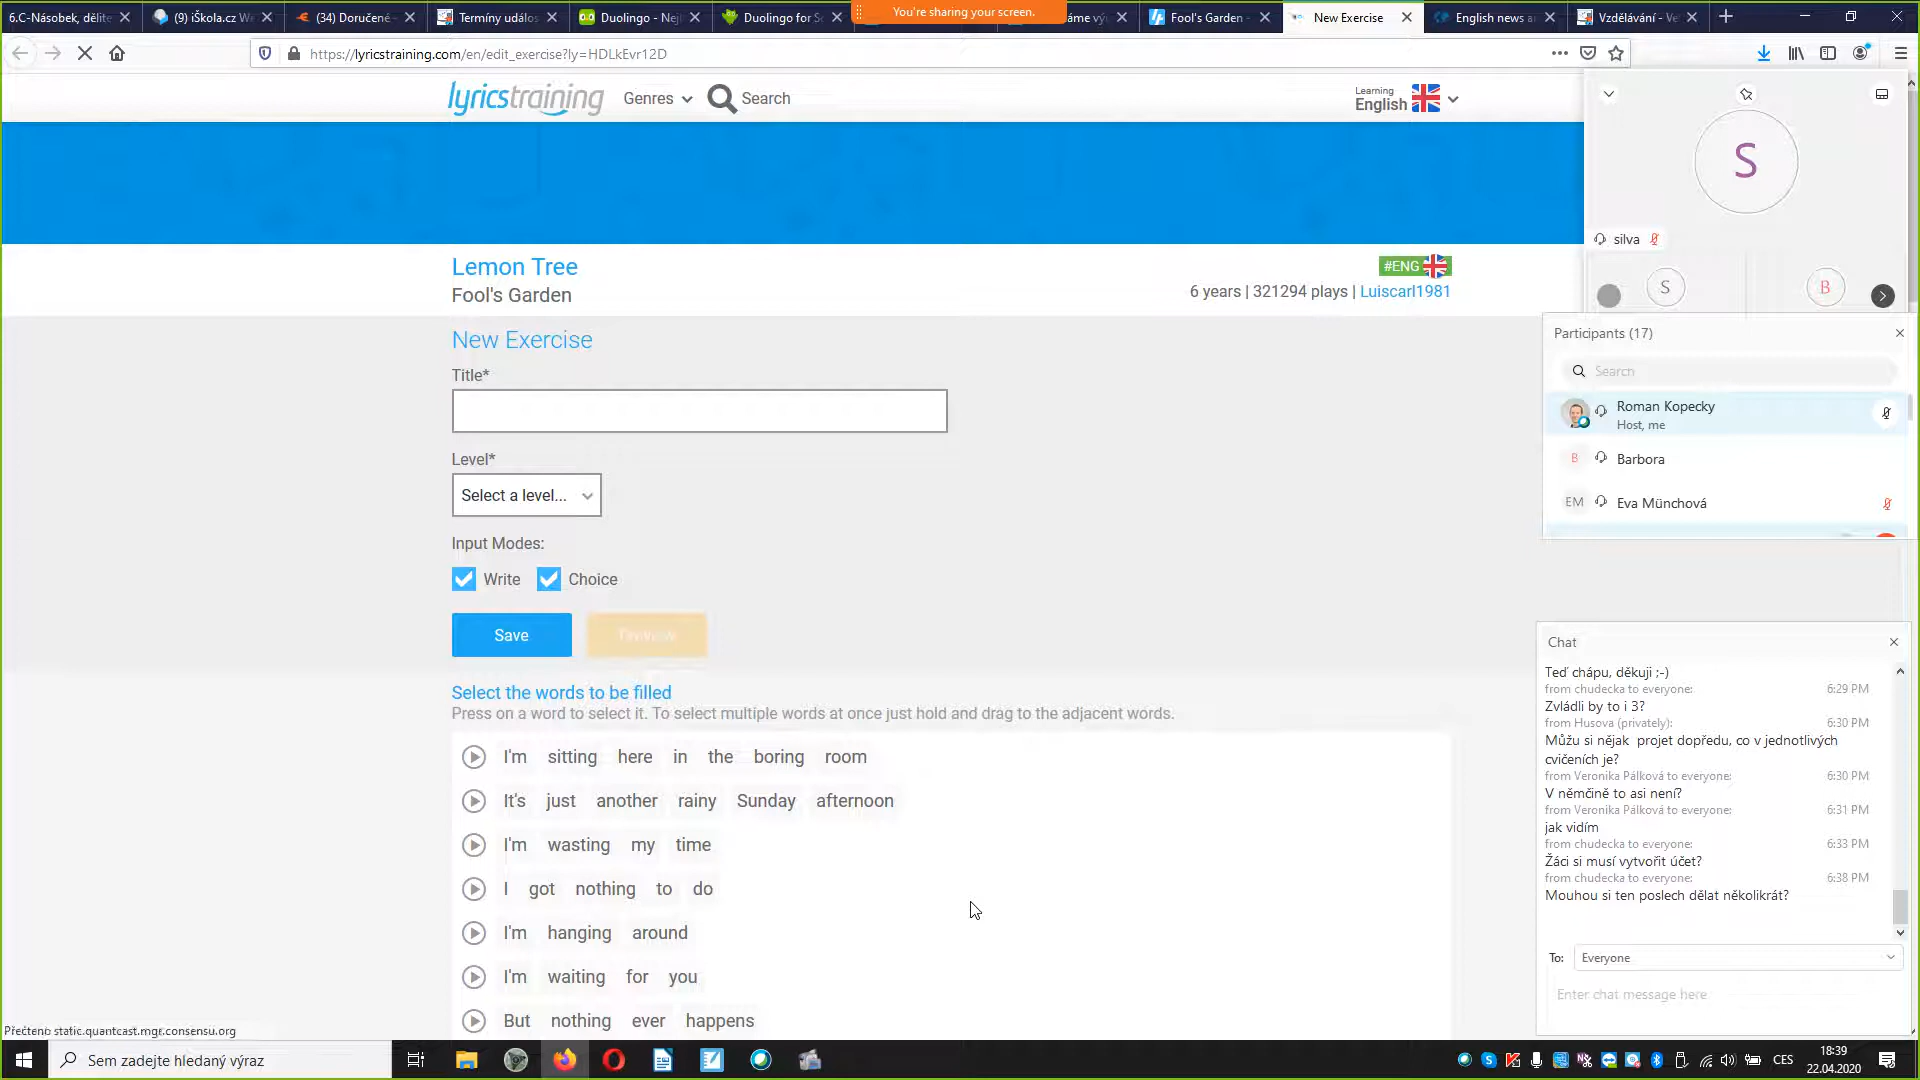 6.C-Násobek, dělite
(9) iŠkola.cz We
(34) Doručené -
Termíny událos
Duolingo - Nejl
Duolingo for Sc
You're sharing your screen.
áme vý
Fool's Garden -
New Exercise
English news a
Vzdělávání - Ve
https://lyricstraining.com/en/edit_exercise?ly=HDLkEvr12D
lyricstraining
Genres
Search
Learning
English
Lemon Tree
#ENG
Fool's Garden
6 years | 321294 plays | Luiscarl1981
New Exercise
Title*
Level*
Select a level...
Input Modes:
Write
Choice
Save
Select the words to be filled
Press on a word to select it. To select multiple words at once just hold and drag to the adjacent words.
I'm sitting here in the boring room
It's just another rainy Sunday afternoon
I'm wasting my time
I got nothing to do
I'm hanging around
I'm waiting for you
But nothing ever happens
Přečteno static.quantcast.mgr.consensu.org
S
silva
S
B
Participants (17)
Search
Roman Kopecky
Host, me
B
Barbora
EM
Eva Münchová
Chat
Teď chápu, děkuji ;-)
from chudecka to everyone: 6:29 PM
Zvládli by to i 3?
from Husova (privately): 6:30 PM
Můžu si nějak projet dopředu, co v jednotlivých
cvičeních je?
from Veronika Pálková to everyone: 6:30 PM
V němčině to asi není?
from Veronika Pálková to everyone: 6:31 PM
jak vidím
from chudecka to everyone: 6:33 PM
Žáci si musí vytvořit účet?
from chudecka to everyone: 6:38 PM
Mouhou si ten poslech dělat několikrát?
To:
Everyone
Enter chat message here
Sem zadejte hledaný výraz
CES
18:39
22.04.2020